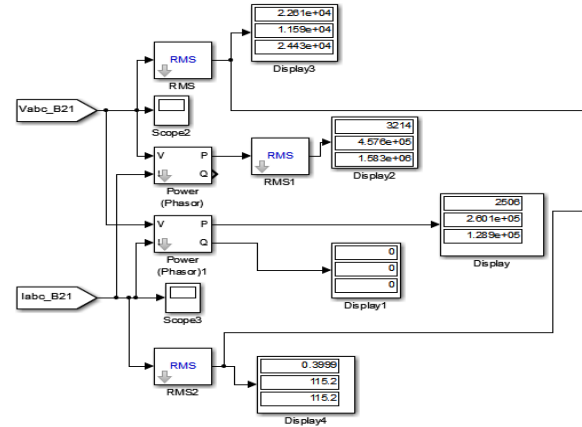 2.261e+04
1.159e+04
2.443e+04
Display3
RMS
RMS
Vabc_B21
Scope2
3214
4.576e+05
1.583e+06
Display2
V
P
I
Q
Power
(Phasor)
RMS
RMS1
2506
2.601e+05
1.289e+05
Display
V
P
I
Q
Power
(Phasor)1
0
0
0
Display1
Iabc_B21
Scope3
RMS
RMS2
0.3999
115.2
115.2
Display4